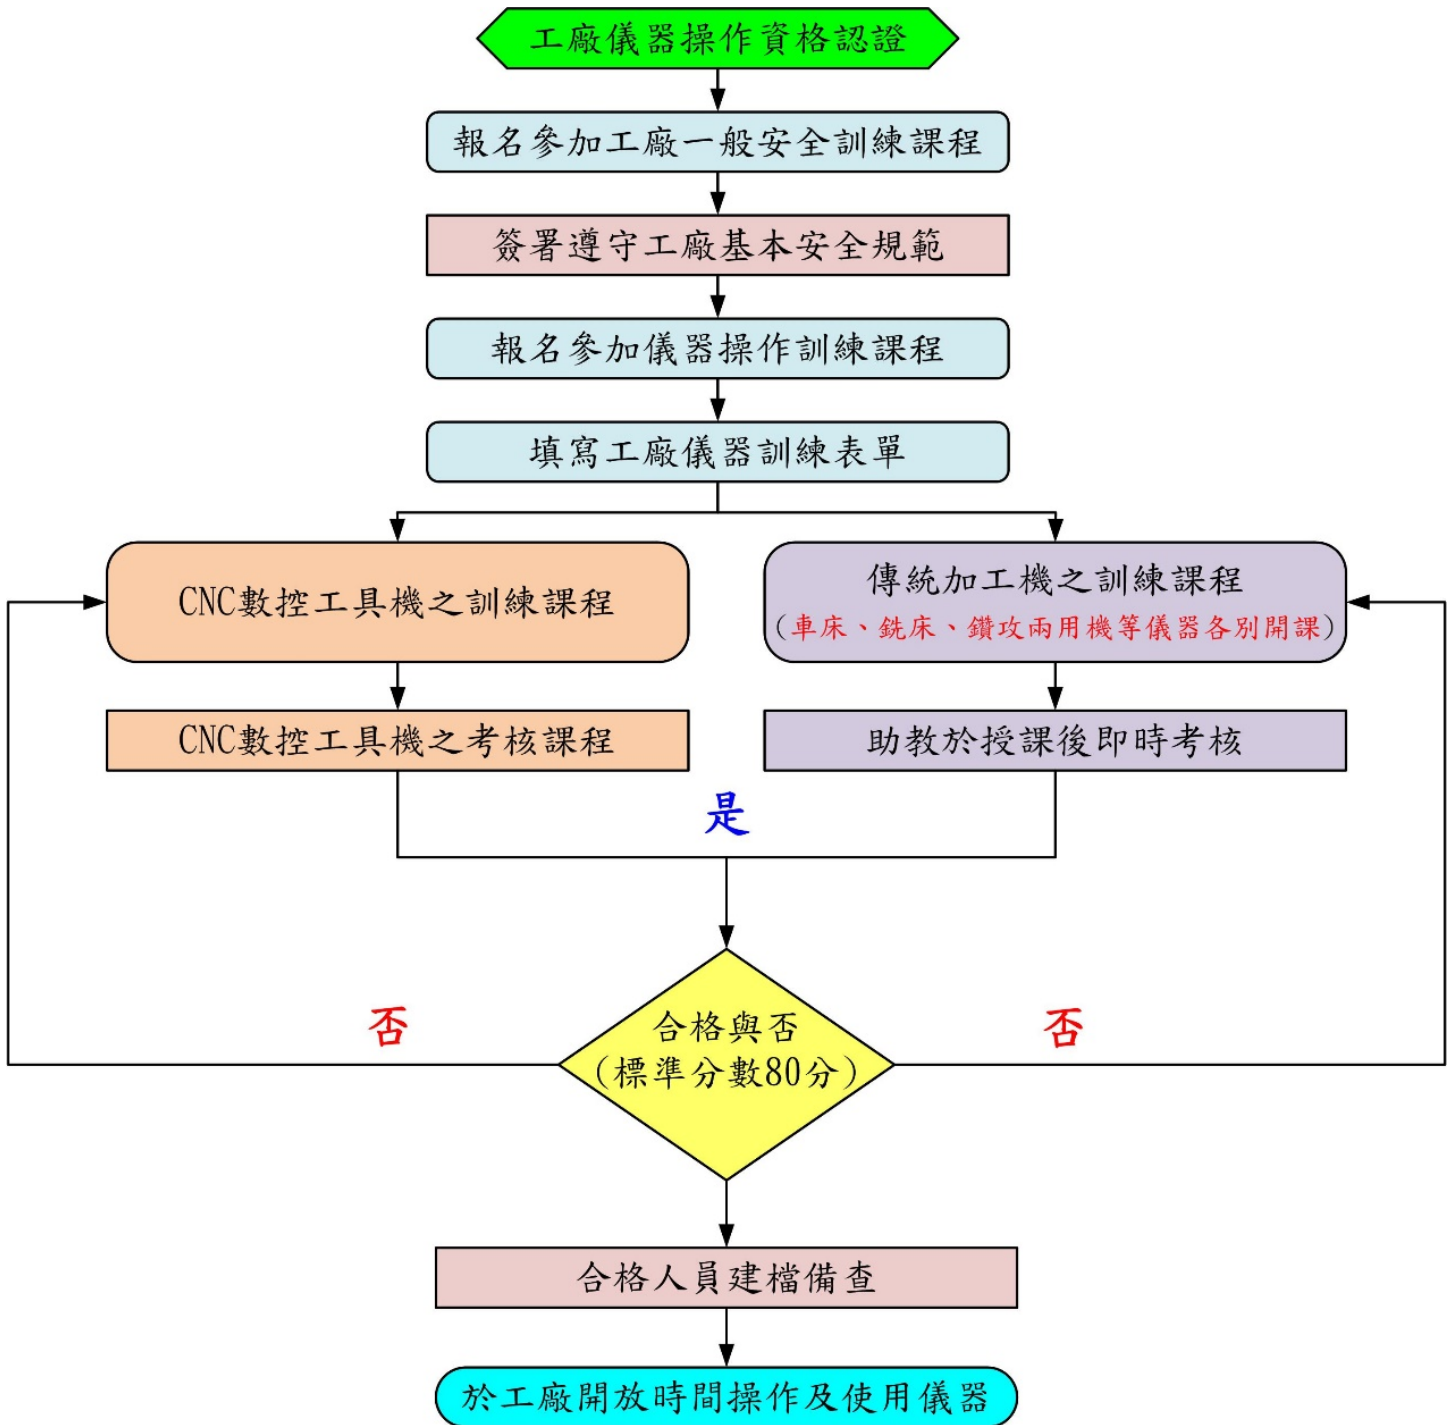 工廠儀器操作資格認證
報名參加工廠一般安全訓練課程
簽署遵守工廠基本安全規範
報名參加儀器操作訓練課程
填寫工廠儀器訓練表單
CNC數控工具機之訓練課程
傳統加工機之訓練課程
(車床、銑床、鑽攻兩用機等儀器各別開課)
CNC數控工具機之考核課程
助教於授課後即時考核
是
否
合格與否
(標準分數80分)
否
合格人員建檔備查
於工廠開放時間操作及使用儀器